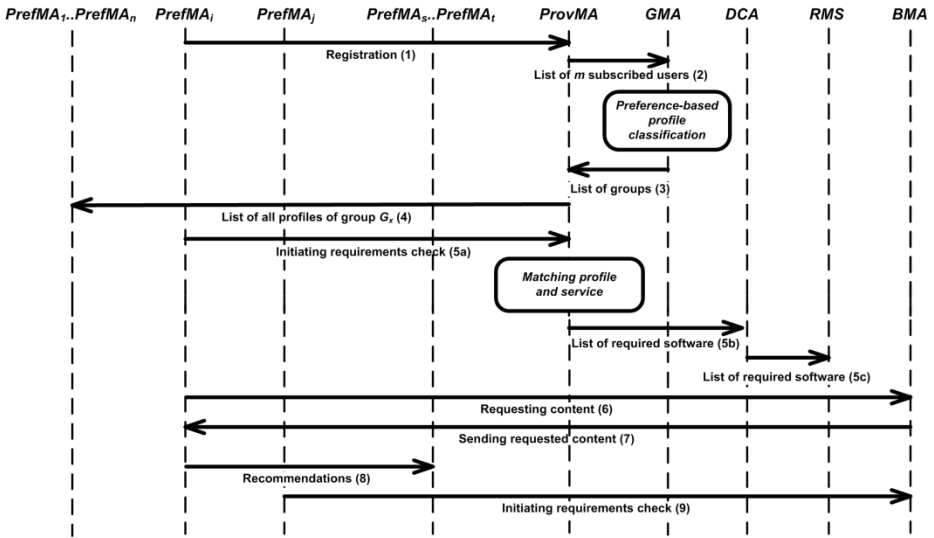 PrefMA₁..PrefMAₙ PrefMAᵢ PrefMAⱼ PrefMAₛ..PrefMAₜ ProvMA GMA DCA RMS BMA
Registration (1)
List of m subscribed users (2)
Preference-based
profile
classification
List of groups (3)
List of all profiles of group Gₓ (4)
Initiating requirements check (5a)
Matching profile
and service
List of required software (5b)
List of required software (5c)
Requesting content (6)
Sending requested content (7)
Recommendations (8)
Initiating requirements check (9)